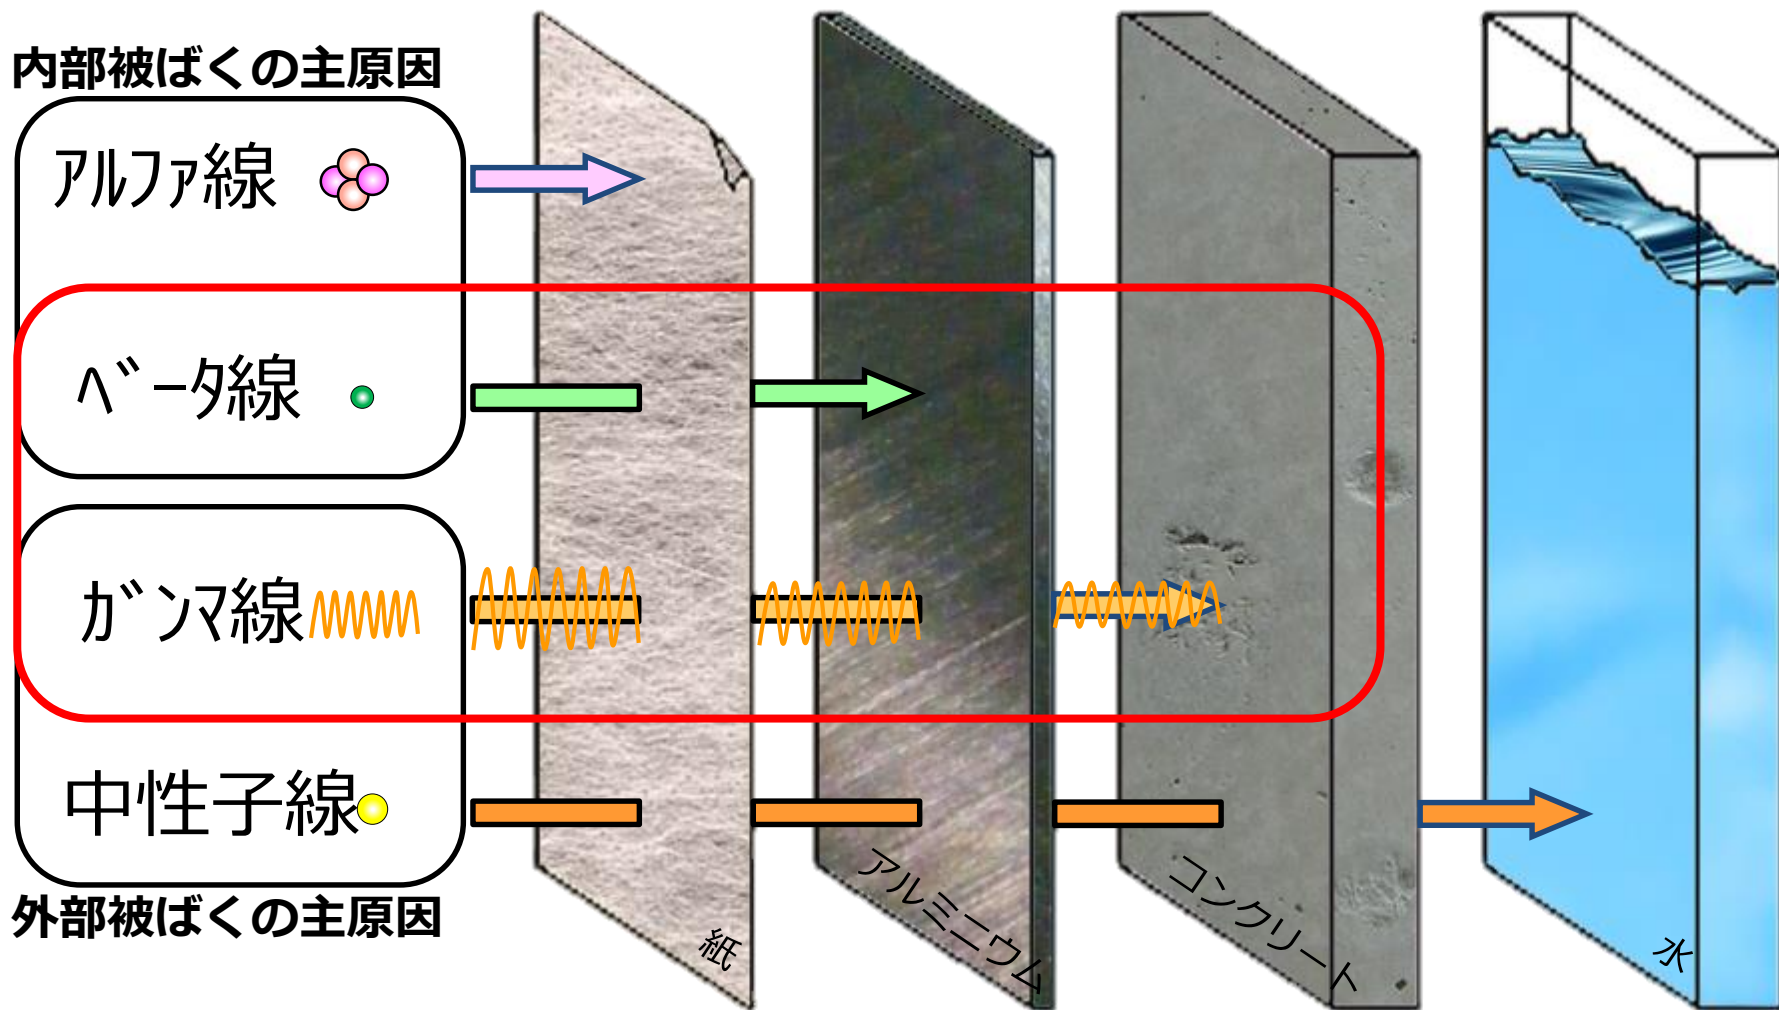 内部被ばくの主原因
ｱﾙﾌｧ線
ﾍﾞｰﾀ線
ｶﾞﾝﾏ線
中性子線
外部被ばくの主原因
紙
アルミニウム
コンクリート
水